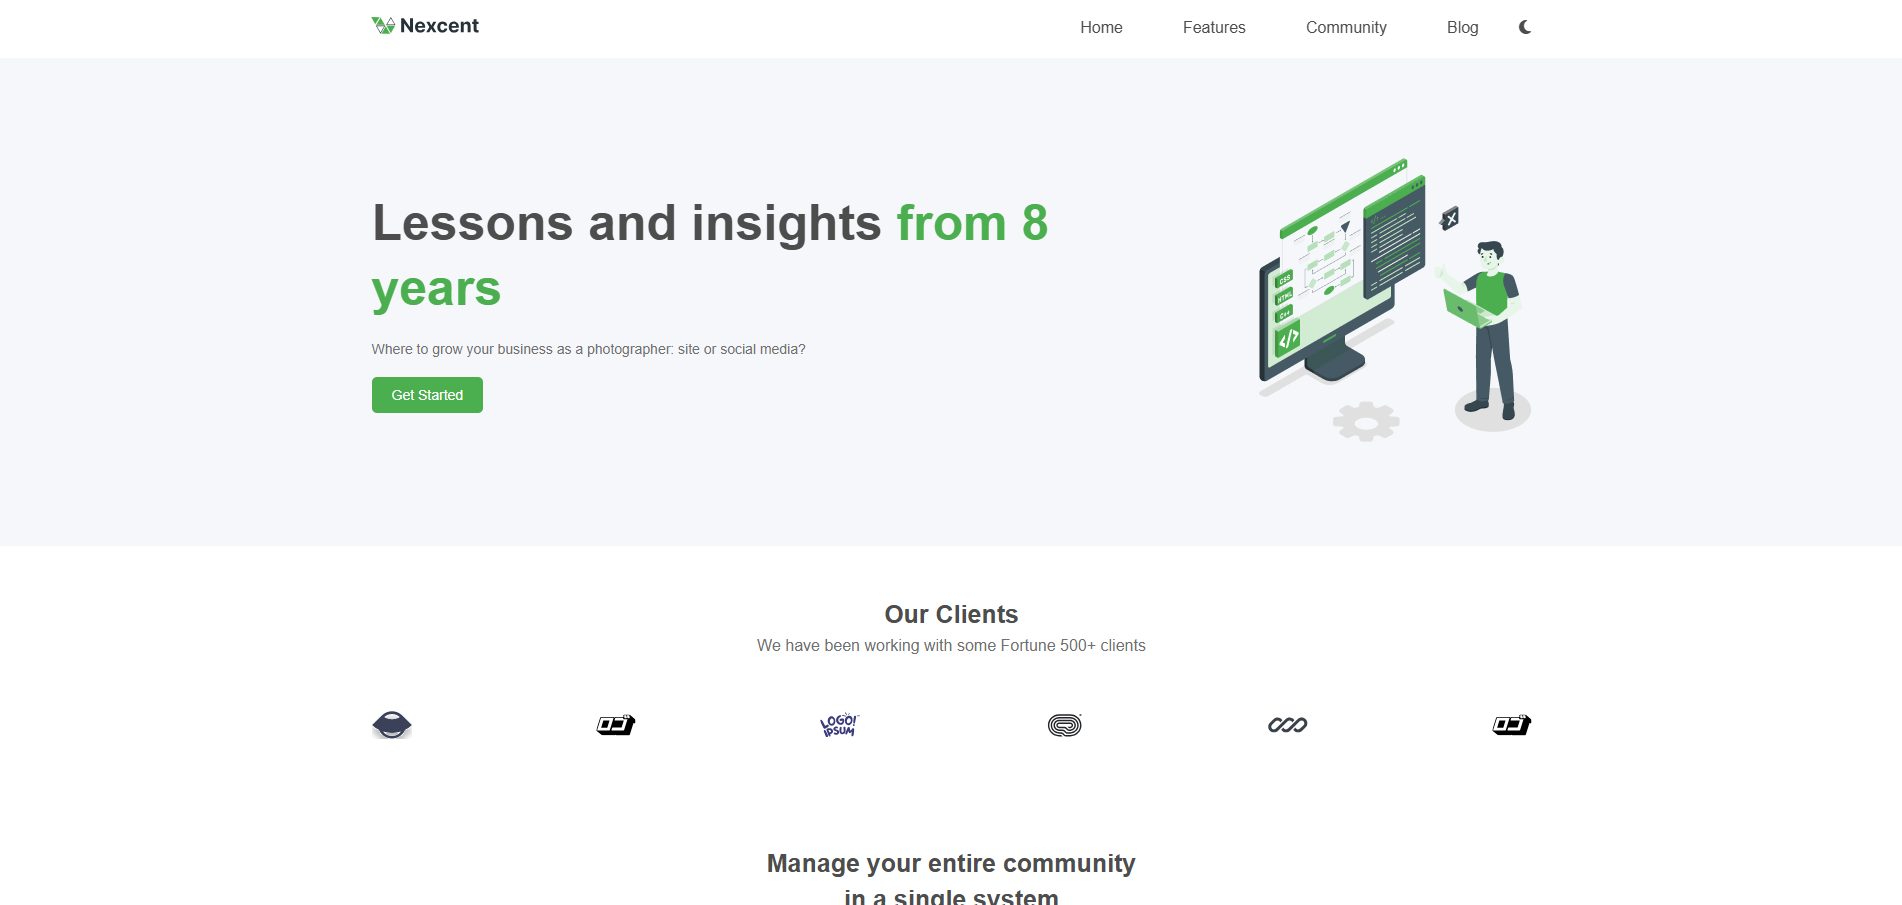 Nexcent
Home Features Community Blog
Lessons and insights from 8
years
Where to grow your business as a photographer: site or social media?
Get Started
CSS
HTML
C++
</>
X
Our Clients
We have been working with some Fortune 500+ clients
LOGO!
IPSUM
Manage your entire community
in a single system